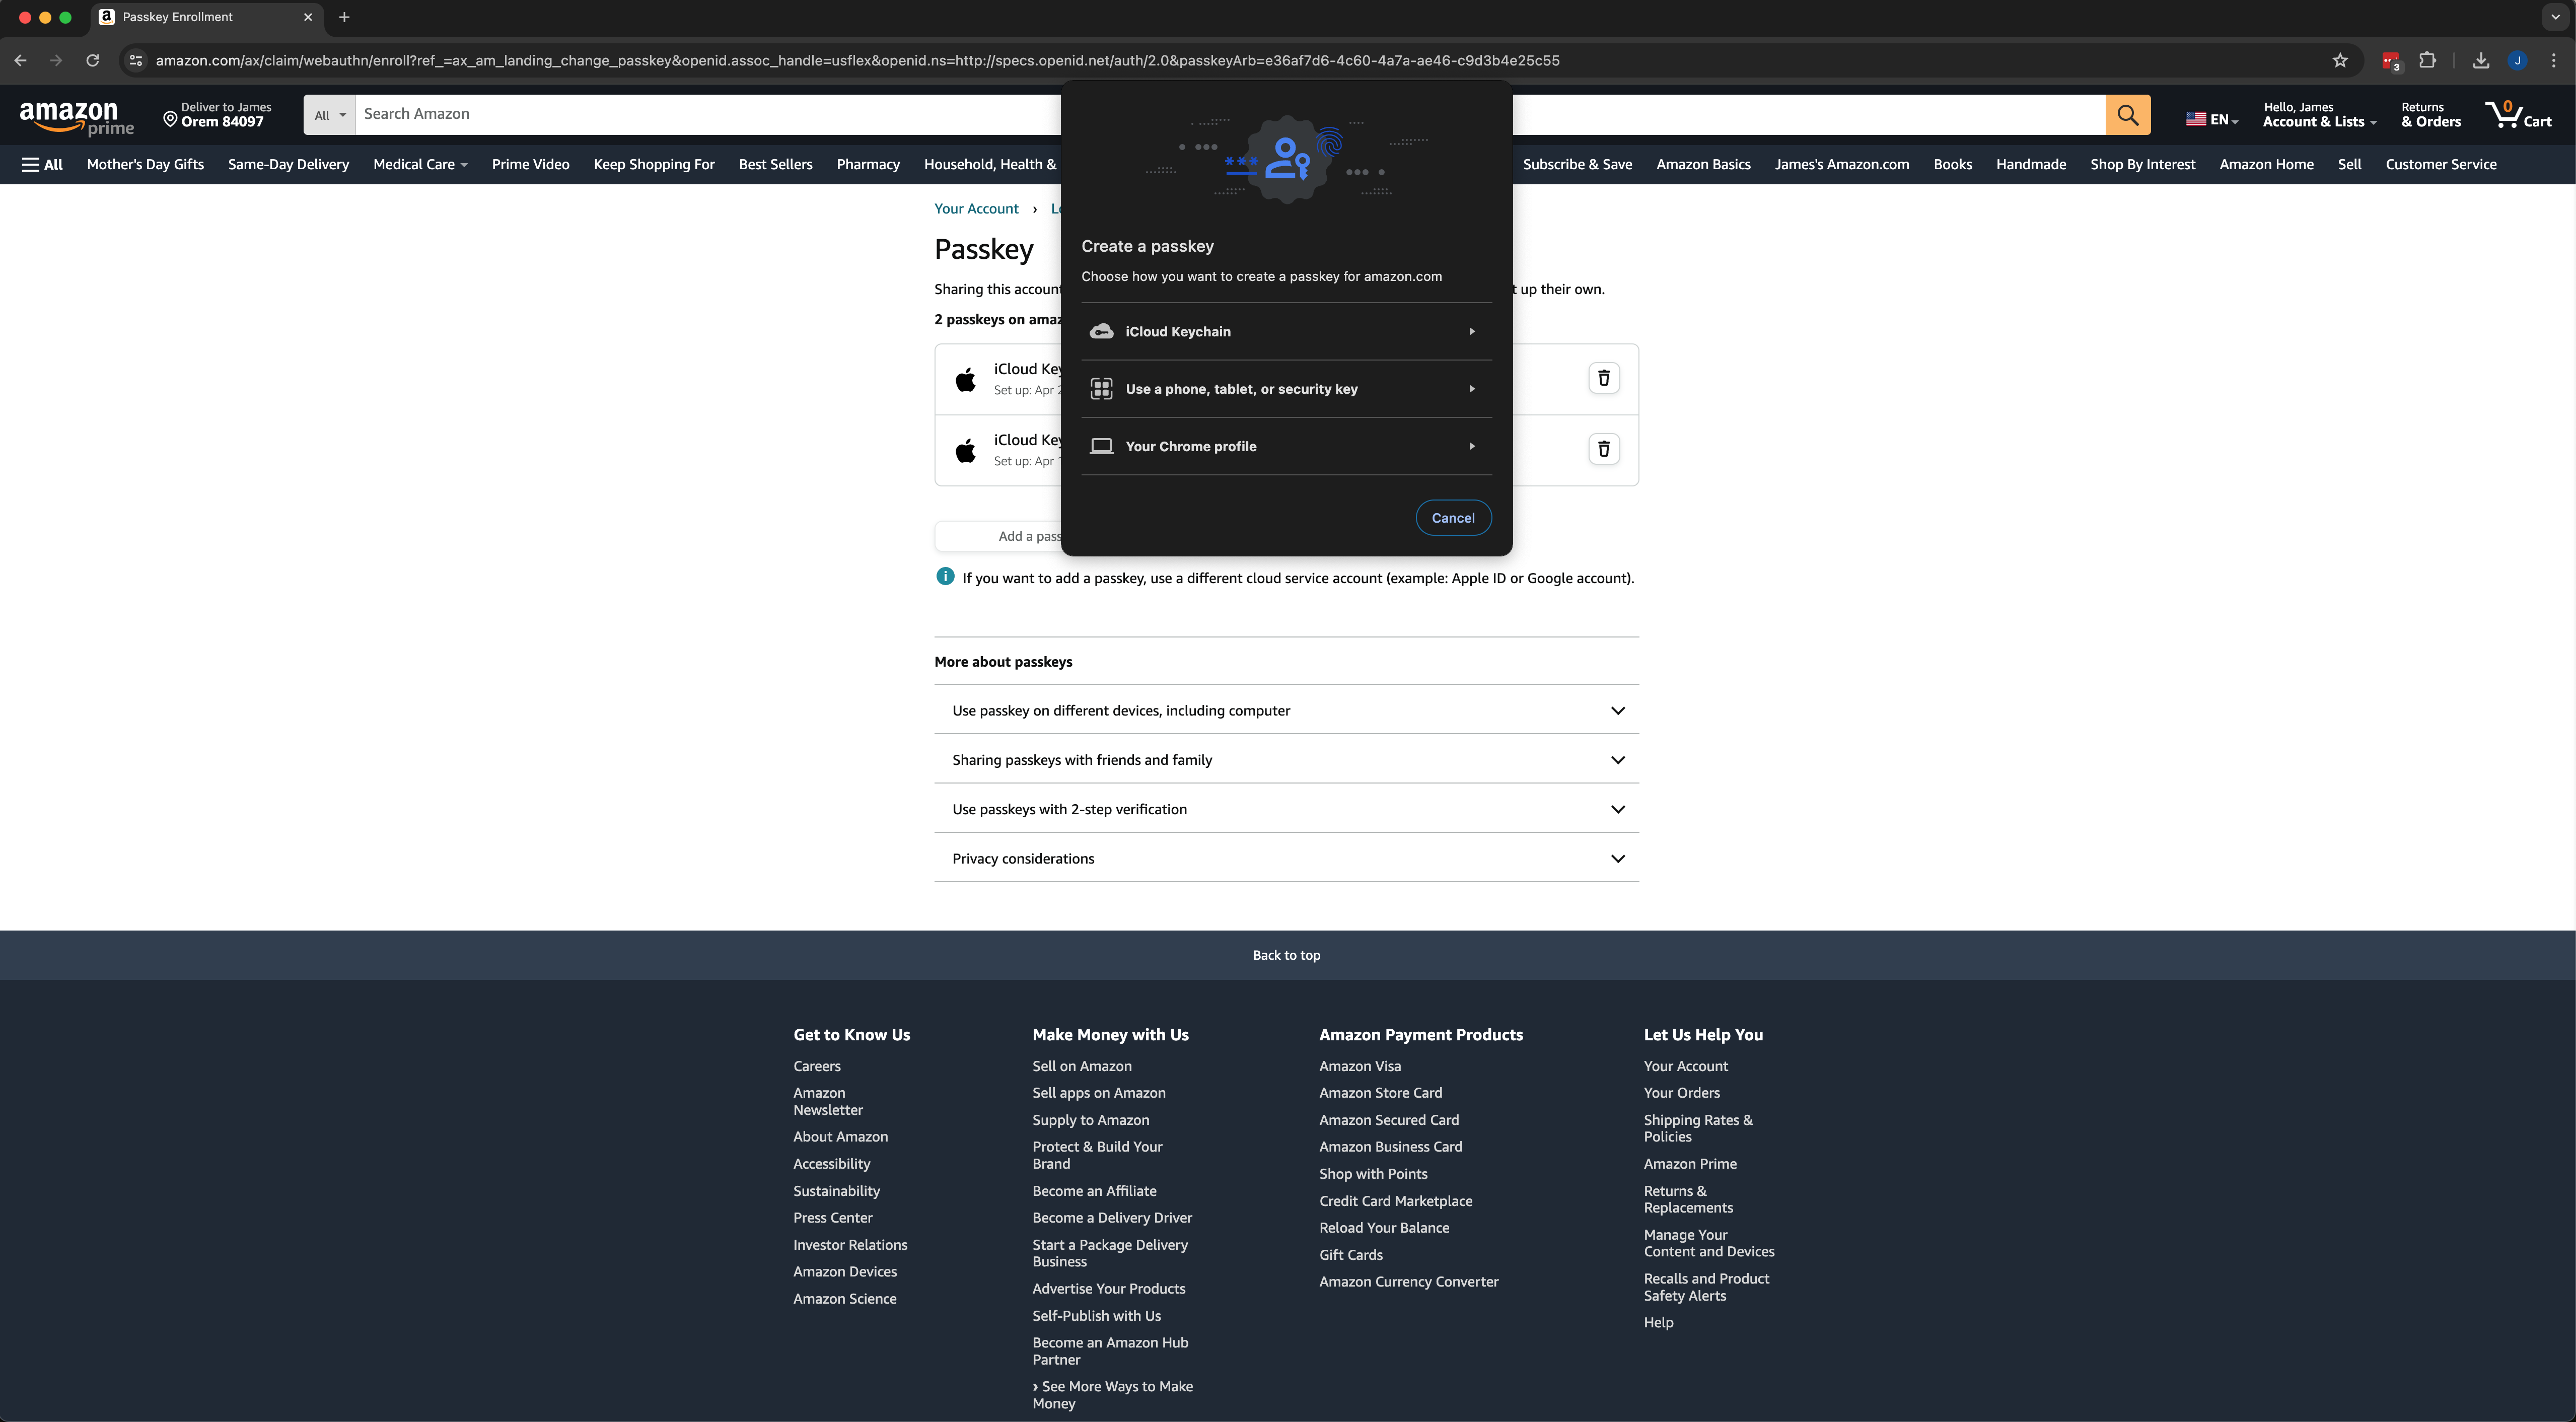 Passkey Enrollment
amazon.com/ax/claim/webauthn/enroll?ref_=ax_am_landing_change_passkey&openid.assoc_handle=usflex&openid.ns=http://specs.openid.net/auth/2.0&passkeyArb=e36af7d6-4c60-4a7a-ae46-c9d3b4e25c55
3
J
amazon prime
Deliver to James
Orem 84097
All
Search Amazon
EN
Hello, James
Account & Lists
Returns
& Orders
0
Cart
All Mother's Day Gifts Same-Day Delivery Medical Care Prime Video Keep Shopping For Best Sellers Pharmacy Household, Health & Subscribe & Save Amazon Basics James's Amazon.com Books Handmade Shop By Interest Amazon Home Sell Customer Service
Your Account ›
Passkey
Sharing this account t up their own.
2 passkeys on amaz
iCloud Key
Set up: Apr 2
iCloud Key
Set up: Apr 1
Add a pass
If you want to add a passkey, use a different cloud service account (example: Apple ID or Google account).
***
Create a passkey
Choose how you want to create a passkey for amazon.com
iCloud Keychain
Use a phone, tablet, or security key
Your Chrome profile
Cancel
More about passkeys
Use passkey on different devices, including computer
Sharing passkeys with friends and family
Use passkeys with 2-step verification
Privacy considerations
Back to top
Get to Know Us
Careers
Amazon
Newsletter
About Amazon
Accessibility
Sustainability
Press Center
Investor Relations
Amazon Devices
Amazon Science
Make Money with Us
Sell on Amazon
Sell apps on Amazon
Supply to Amazon
Protect & Build Your
Brand
Become an Affiliate
Become a Delivery Driver
Start a Package Delivery
Business
Advertise Your Products
Self-Publish with Us
Become an Amazon Hub
Partner
› See More Ways to Make
Money
Amazon Payment Products
Amazon Visa
Amazon Store Card
Amazon Secured Card
Amazon Business Card
Shop with Points
Credit Card Marketplace
Reload Your Balance
Gift Cards
Amazon Currency Converter
Let Us Help You
Your Account
Your Orders
Shipping Rates &
Policies
Amazon Prime
Returns &
Replacements
Manage Your
Content and Devices
Recalls and Product
Safety Alerts
Help